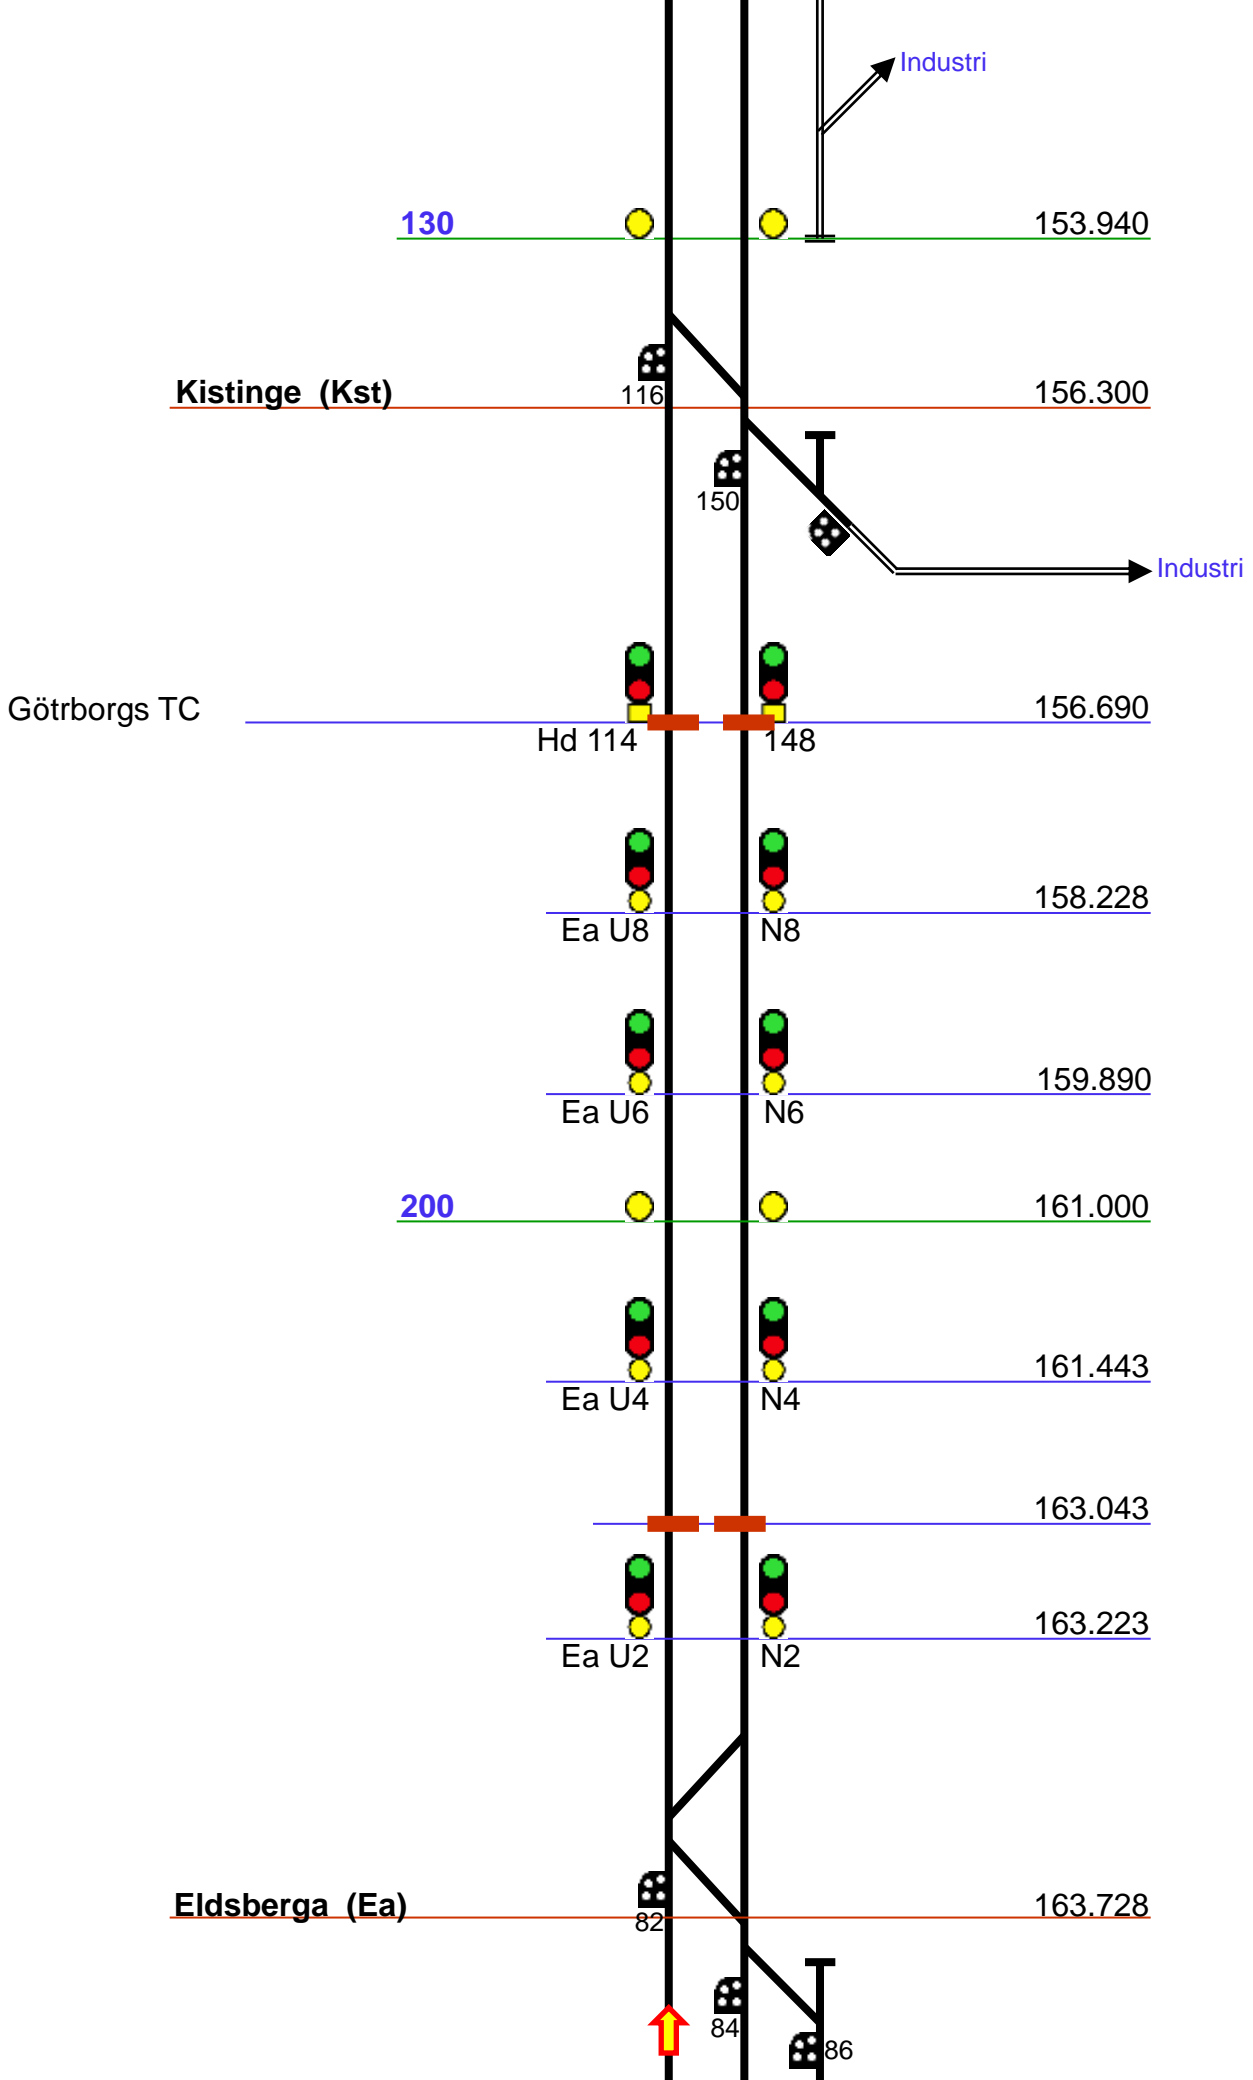 Industri
130 153.940
Kistinge (Kst) 116 156.300
150
Industri
Götrborgs TC 156.690
Hd 114 148
158.228
Ea U8 N8
159.890
Ea U6 N6
200 161.000
161.443
Ea U4 N4
163.043
163.223
Ea U2 N2
Eldsberga (Ea) 163.728
82
84
86